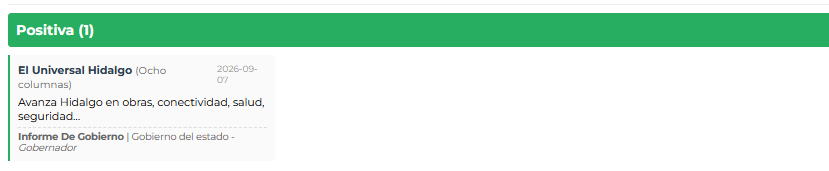 Positiva (1)
El Universal Hidalgo (Ocho
columnas)
2026-09-
07
Avanza Hidalgo en obras, conectividad, salud,
seguridad...
Informe De Gobierno | Gobierno del estado -
Gobernador